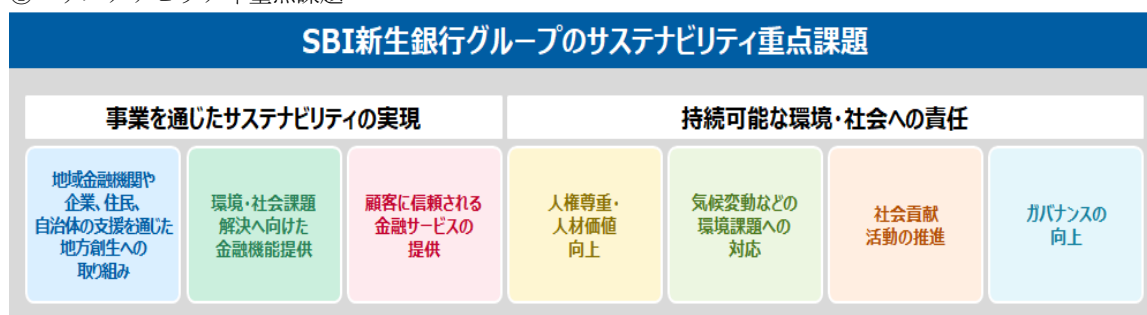 SBI新生銀行グループのサステナビリティ重点課題
事業を通じたサステナビリティの実現
持続可能な環境・社会への責任
地域金融機関や
企業、住民、
自治体の支援を通じた
地方創生への
取り組み
環境・社会課題
解決へ向けた
金融機能提供
顧客に信頼される
金融サービスの
提供
人権尊重・
人材価値
向上
気候変動などの
環境課題への
対応
社会貢献
活動の推進
ガバナンスの
向上